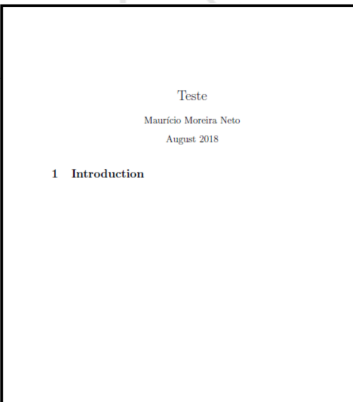 Teste
Maurício Moreira Neto
August 2018
1 Introduction